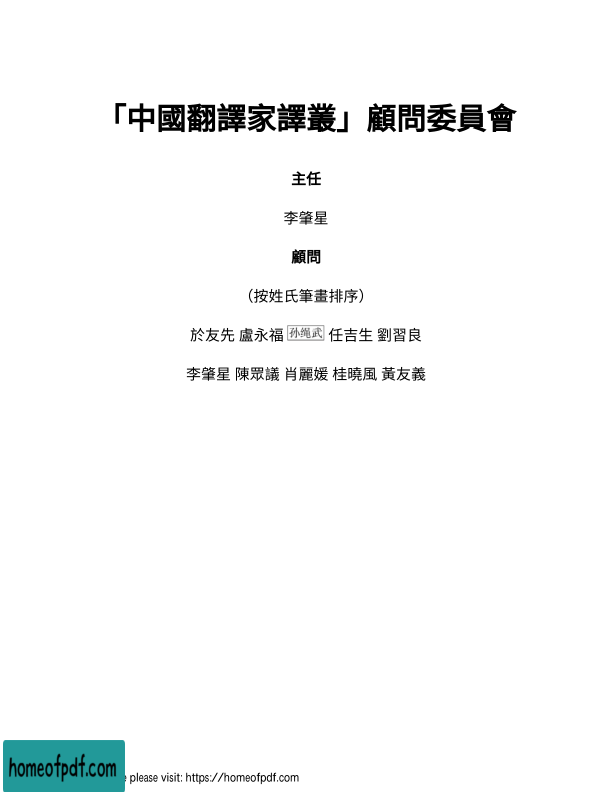 「中國翻譯家譯叢」顧問委員會
主任
李肇星
顧問
（按姓氏筆畫排序）
於友先 盧永福 孙绳武 任吉生 劉習良
李肇星 陳眾議 肖麗媛 桂曉風 黃友義
homeofpdf.com
please visit: https://homeofpdf.com